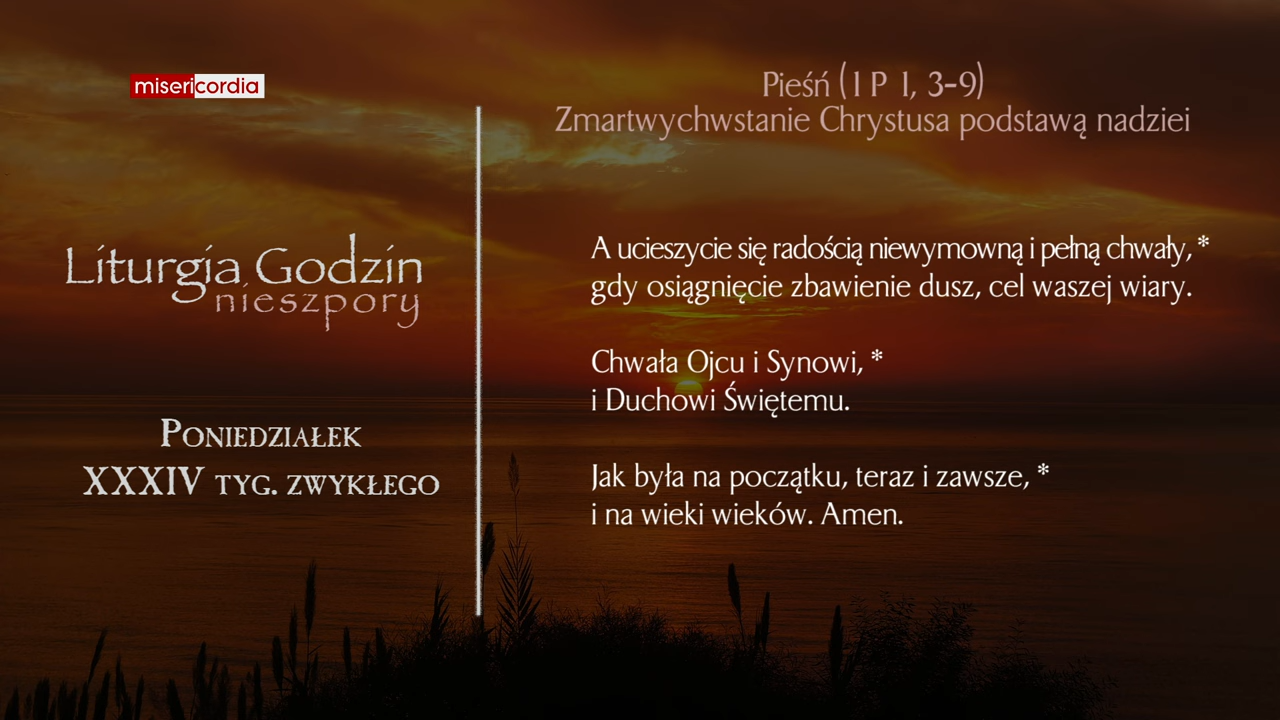 misericordia
Liturgia Godzin
nieszpory
Poniedziałek
XXXIV tyg. zwykłego
Pieśń (1 P 1, 3-9)
Zmartwychwstanie Chrystusa podstawą nadziei
A ucieszycie się radością niewymowną i pełną chwały, *
gdy osiągnięcie zbawienie dusz, cel waszej wiary.
Chwała Ojcu i Synowi, *
i Duchowi Świętemu.
Jak była na początku, teraz i zawsze, *
i na wieki wieków. Amen.